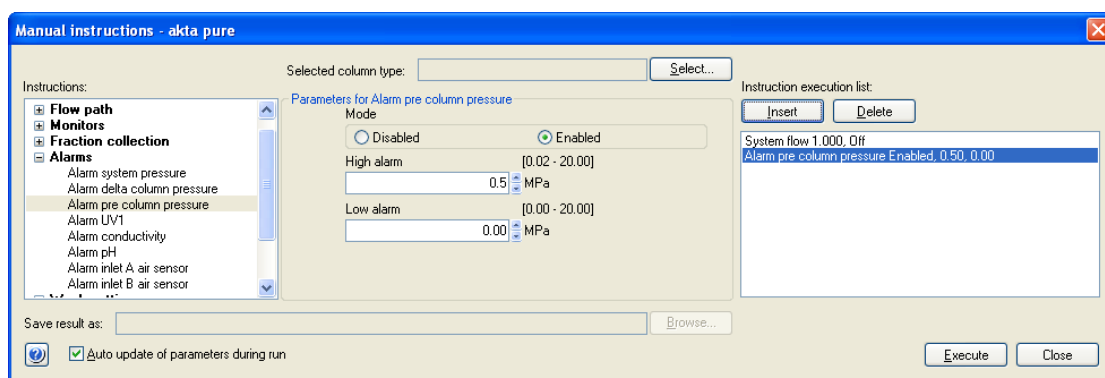 Manual instructions - akta pure
Selected column type:
Select...
Instructions:
Flow path
Monitors
Fraction collection
Alarms
Alarm system pressure
Alarm delta column pressure
Alarm pre column pressure
Alarm UV1
Alarm conductivity
Alarm pH
Alarm inlet A air sensor
Alarm inlet B air sensor
Parameters for Alarm pre column pressure
Mode
Disabled Enabled
High alarm [0.02 - 20.00]
0.5 MPa
Low alarm [0.00 - 20.00]
0.00 MPa
Instruction execution list:
Insert Delete
System flow 1.000, Off
Alarm pre column pressure Enabled, 0.50, 0.00
Save result as:
Browse...
? Auto update of parameters during run
Execute Close